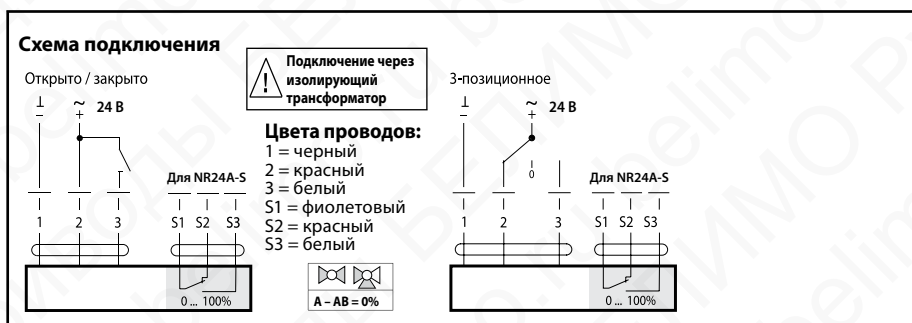 Схема подключения
Открыто / закрыто
⊥
−
~
+
24 В
Для NR24A-S
1
2
3
S1
S2
S3
0 ... 100%
!
Подключение через
изолирующий
трансформатор
Цвета проводов:
1 = черный
2 = красный
3 = белый
S1 = фиолетовый
S2 = красный
S3 = белый
A – AB = 0%
3-позиционное
⊥
−
~
+
24 В
0
Для NR24A-S
1
2
3
S1
S2
S3
0 ... 100%